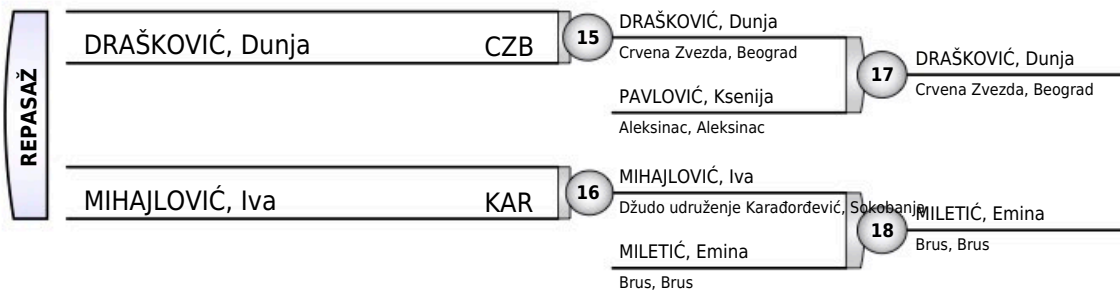 REPASAŽ
DRAŠKOVIĆ, Dunja CZB
15
DRAŠKOVIĆ, Dunja
Crvena Zvezda, Beograd
PAVLOVIĆ, Ksenija
Aleksinac, Aleksinac
17
DRAŠKOVIĆ, Dunja
Crvena Zvezda, Beograd
MIHAJLOVIĆ, Iva KAR
16
MIHAJLOVIĆ, Iva
Džudo udruženje Karađorđević, Sokobanja
MILETIĆ, Emina
Brus, Brus
18
MILETIĆ, Emina
Brus, Brus